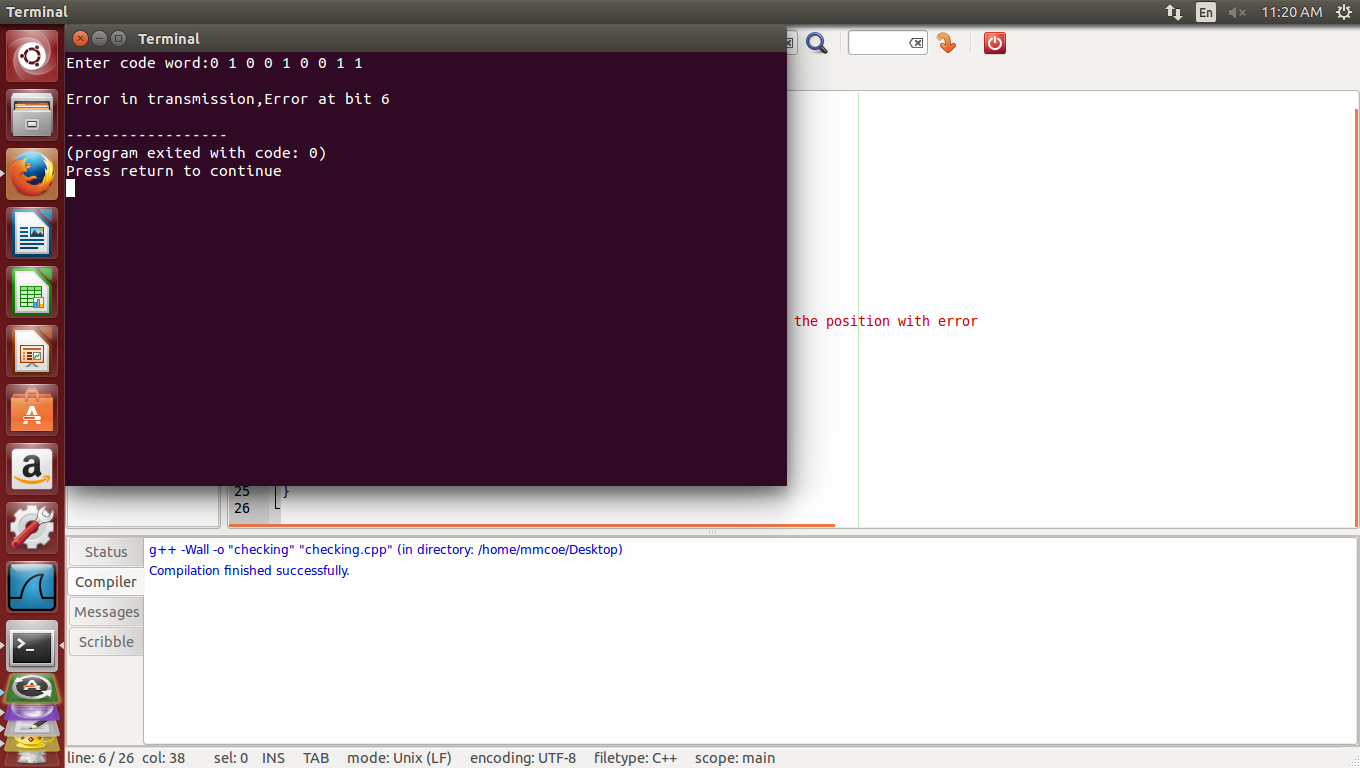 Terminal
En
11:20 AM
Terminal
Enter code word:0 1 0 0 1 0 0 1 1
Error in transmission,Error at bit 6
------------------
(program exited with code: 0)
Press return to continue
the position with error
25 }
26
Status
Compiler
Messages
Scribble
g++ -Wall -o "checking" "checking.cpp" (in directory: /home/mmcoe/Desktop)
Compilation finished successfully.
line: 6 / 26 col: 38 sel: 0 INS TAB mode: Unix (LF) encoding: UTF-8 filetype: C++ scope: main